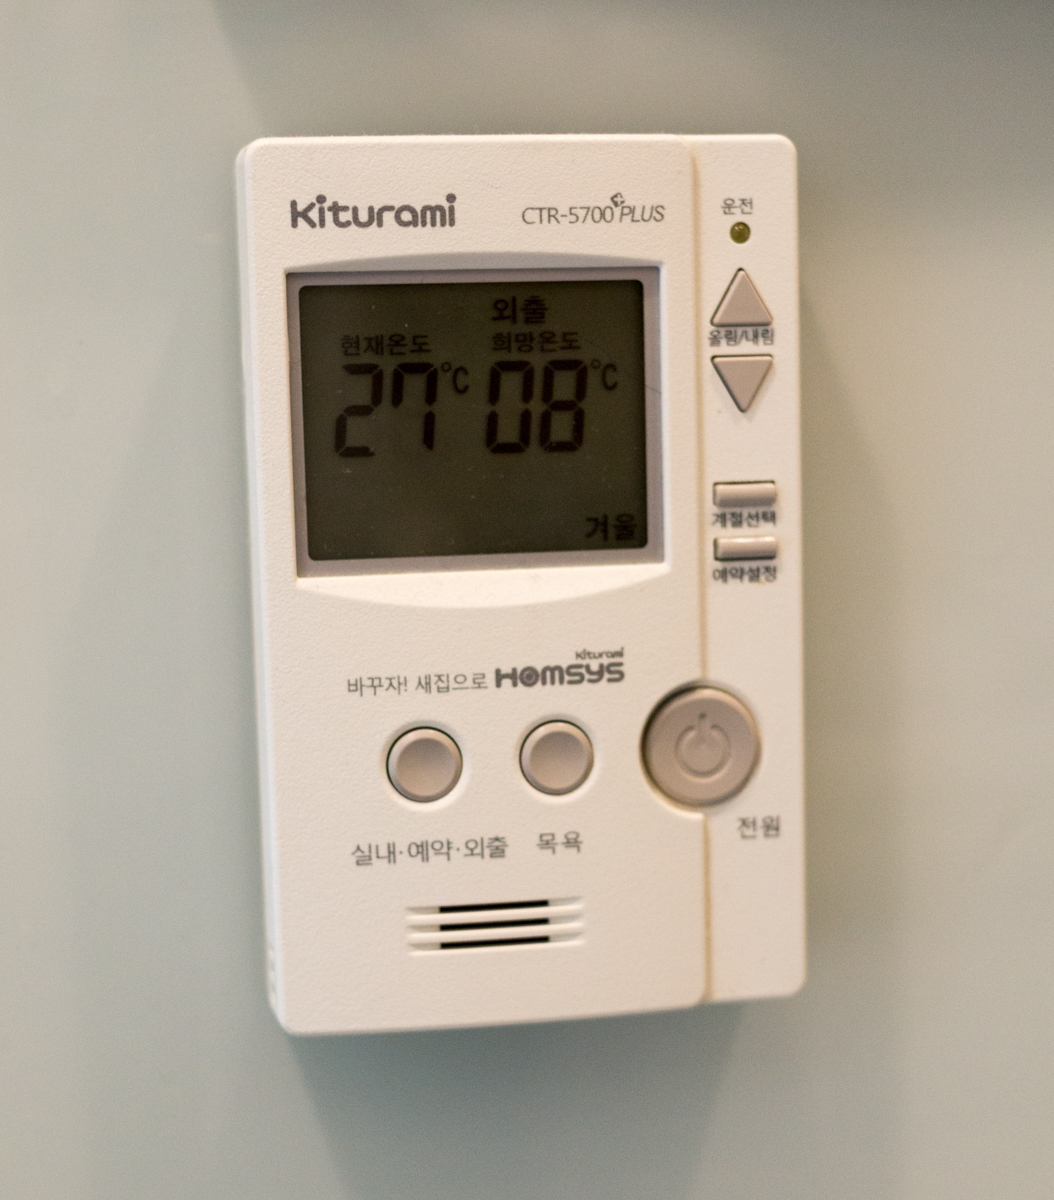 Kiturami CTR-5700 PLUS
운전
외출
현재온도 희망온도
27°C 08°C
올림/내림
겨울
계절선택
예약설정
바꾸자! 새집으로 Kiturami HOMSYS
실내·예약·외출 목욕
전원